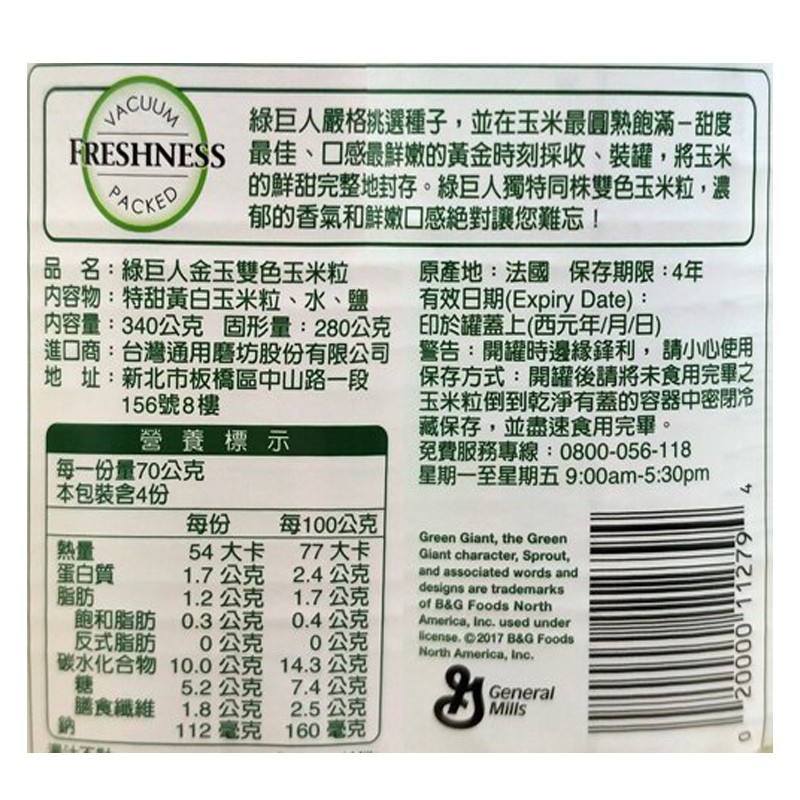 VACUUM
FRESHNESS
PACKED
綠巨人嚴格挑選種子，並在玉米最圓熟飽滿－甜度
最佳、口感最鮮嫩的黃金時刻採收、裝罐，將玉米
的鮮甜完整地封存。綠巨人獨特同株雙色玉米粒，濃
郁的香氣和鮮嫩口感絕對讓您難忘！
品 名：綠巨人金玉雙色玉米粒
內容物：特甜黃白玉米粒、水、鹽
內容量：340公克 固形量：280公克
進口商：台灣通用磨坊股份有限公司
地 址：新北市板橋區中山路一段
156號8樓
營養標示
每一份量70公克
本包裝含4份
每份 每100公克
熱量 54 大卡 77 大卡
蛋白質 1.7 公克 2.4 公克
脂肪 1.2 公克 1.7 公克
飽和脂肪 0.3 公克 0.4 公克
反式脂肪 0 公克 0 公克
碳水化合物 10.0 公克 14.3 公克
糖 5.2 公克 7.4 公克
膳食纖維 1.8 公克 2.5 公克
鈉 112 毫克 160 毫克
原產地：法國 保存期限：4年
有效日期(Expiry Date)：
印於罐蓋上(西元年/月/日)
警告：開罐時邊緣鋒利，請小心使用
保存方式：開罐後請將未食用完畢之
玉米粒倒到乾淨有蓋的容器中密閉冷
藏保存，並盡速食用完畢。
免費服務專線：0800-056-118
星期一至星期五 9:00am-5:30pm
Green Giant, the Green
Giant character, Sprout,
and associated words and
designs are trademarks
of B&G Foods North
America, Inc. used under
license. ©2017 B&G Foods
North America, Inc.
General
Mills
0 20000 11279 4